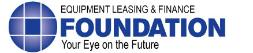 EQUIPMENT LEASING & FINANCE
FOUNDATION
Your Eye on the Future